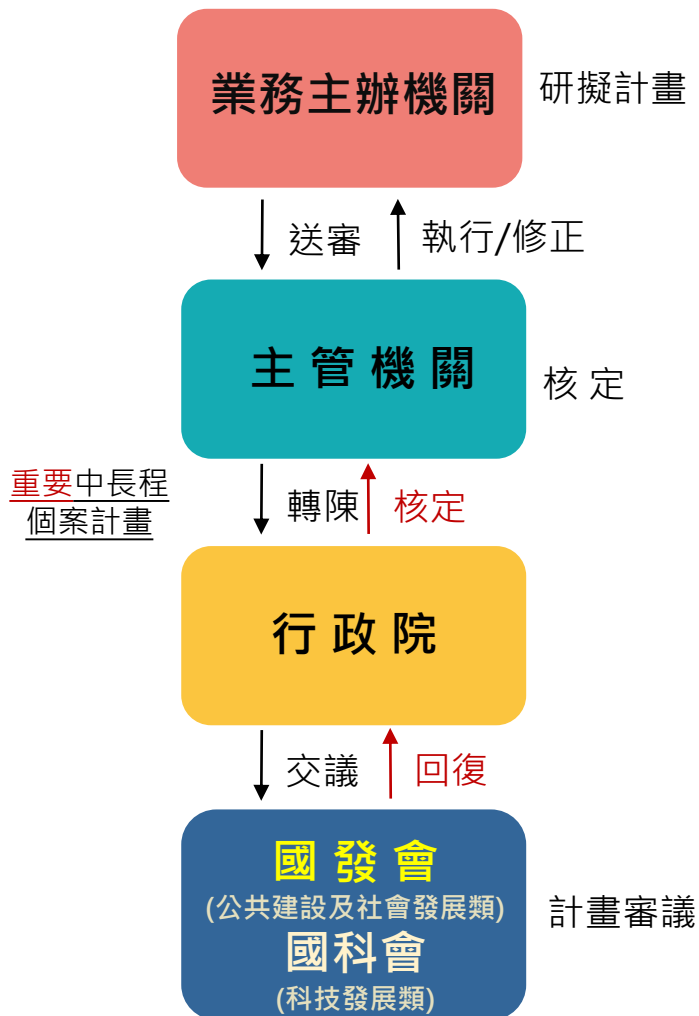 業務主辦機關
研擬計畫
送審
執行/修正
主管機關
核定
重要中長程
個案計畫
轉陳
核定
行政院
交議
回復
國發會
(公共建設及社會發展類)
國科會
(科技發展類)
計畫審議